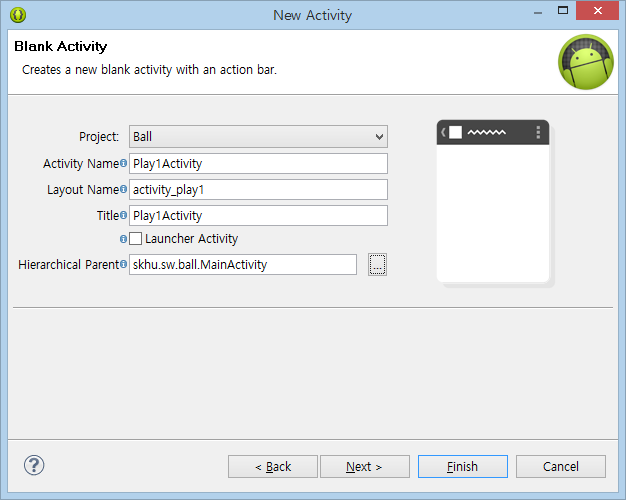 New Activity
Blank Activity
Creates a new blank activity with an action bar.
Project: Ball
Activity Name Play1Activity
Layout Name activity_play1
Title Play1Activity
Launcher Activity
Hierarchical Parent skhu.sw.ball.MainActivity ...
< Back Next > Finish Cancel